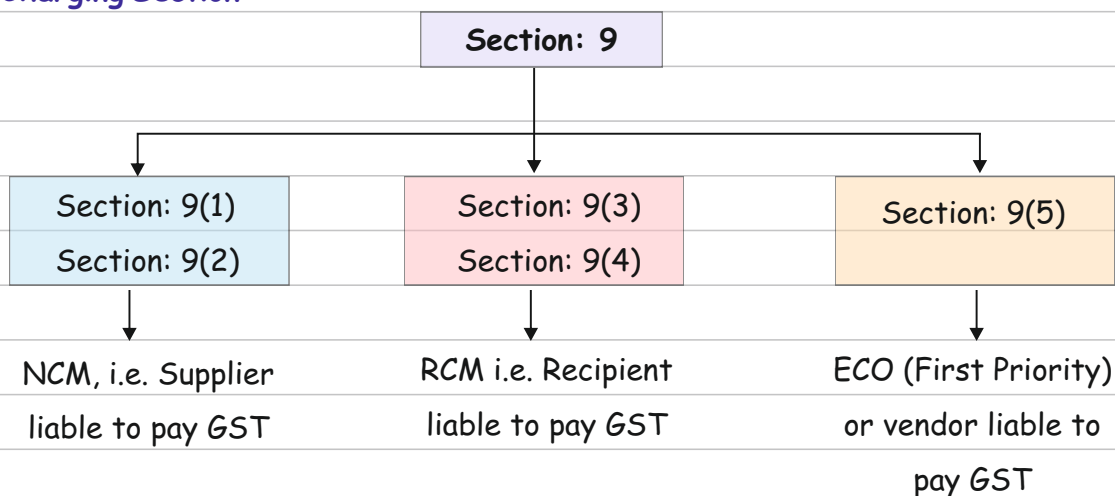 Charging Section
Section: 9
Section: 9(1)
Section: 9(2)
Section: 9(3)
Section: 9(4)
Section: 9(5)
NCM, i.e. Supplier
liable to pay GST
RCM i.e. Recipient
liable to pay GST
ECO (First Priority)
or vendor liable to
pay GST